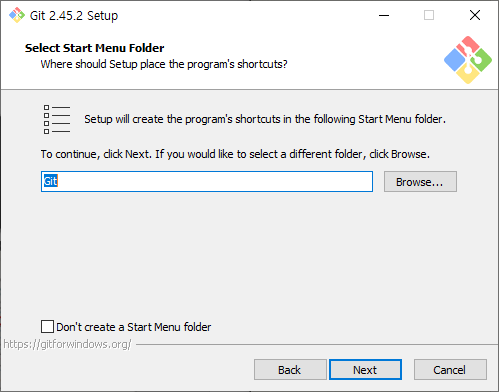 Git 2.45.2 Setup
Select Start Menu Folder
Where should Setup place the program's shortcuts?
Setup will create the program's shortcuts in the following Start Menu folder.
To continue, click Next. If you would like to select a different folder, click Browse.
Git
Browse...
Don't create a Start Menu folder
https://gitforwindows.org/
Back
Next
Cancel